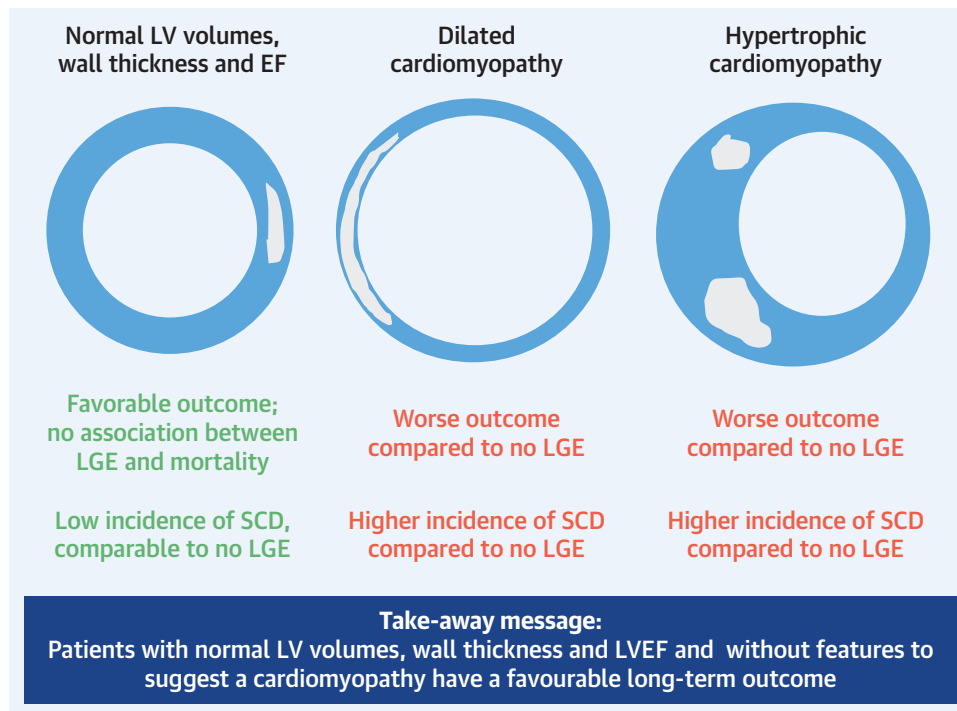 Normal LV volumes,
wall thickness and EF
Dilated
cardiomyopathy
Hypertrophic
cardiomyopathy
Favorable outcome;
no association between
LGE and mortality
Worse outcome
compared to no LGE
Worse outcome
compared to no LGE
Low incidence of SCD,
comparable to no LGE
Higher incidence of SCD
compared to no LGE
Higher incidence of SCD
compared to no LGE
Take-away message:
Patients with normal LV volumes, wall thickness and LVEF and without features to
suggest a cardiomyopathy have a favourable long-term outcome